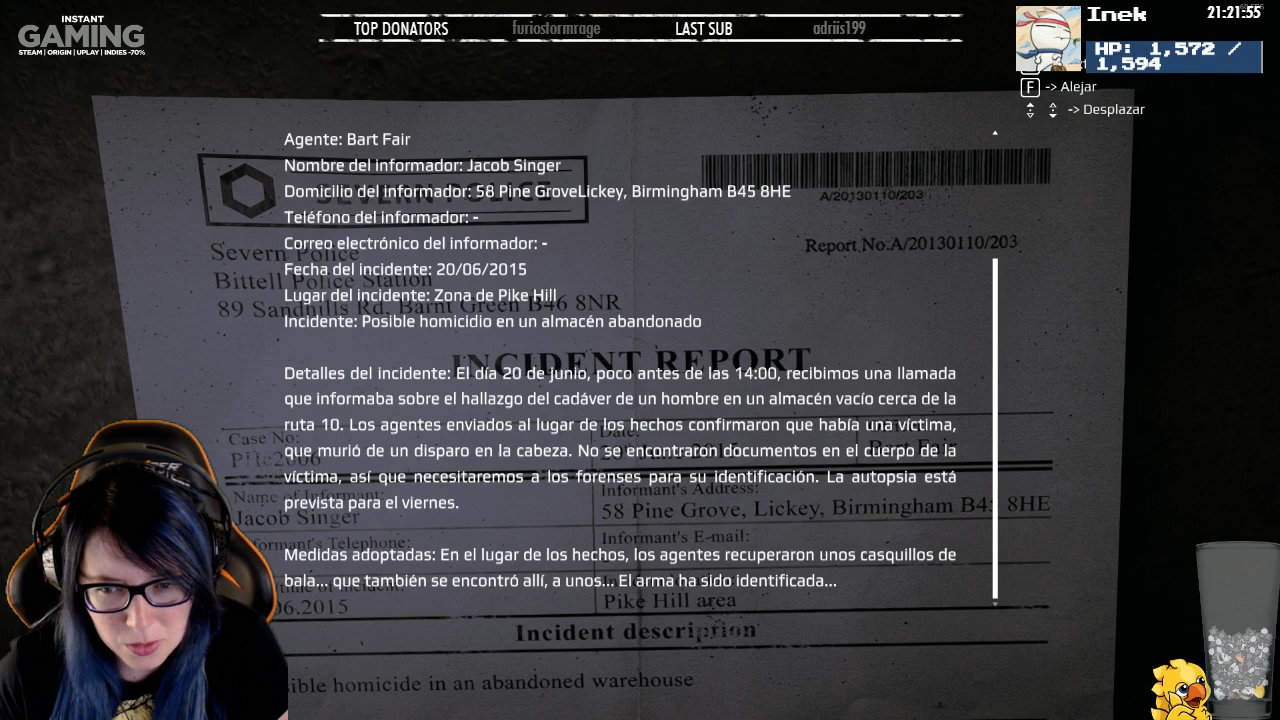 INSTANT
GAMING
STEAM | ORIGIN | UPLAY | INDIES -70%
TOP DONATORS furiostormrage LAST SUB adriis199
Inek
21:21:55
HP: 1,572 /
1,594
F -> Alejar
-> Desplazar
Agente: Bart Fair
Nombre del informador: Jacob Singer
Domicilio del informador: 58 Pine GroveLickey, Birmingham B45 8HE
Teléfono del informador: -
Correo electrónico del informador: -
Fecha del incidente: 20/06/2015
Lugar del incidente: Zona de Pike Hill
Incidente: Posible homicidio en un almacén abandonado
Detalles del incidente: El día 20 de junio, poco antes de las 14:00, recibimos una llamada
que informaba sobre el hallazgo del cadáver de un hombre en un almacén vacío cerca de la
ruta 10. Los agentes enviados al lugar de los hechos confirmaron que había una víctima,
que murió de un disparo en la cabeza. No se encontraron documentos en el cuerpo de la
víctima, así que necesitaremos a los forenses para su identificación. La autopsia está
prevista para el viernes.
Medidas adoptadas: En el lugar de los hechos, los agentes recuperaron unos casquillos de
bala... que también se encontró allí, a unos... El arma ha sido identificada...
SEVERN POLICE
A/20130110/203
Severn Police
Report No.A/20130110/203
Bittell Police Station
89 Sandhills Rd, Barnt Green B46 8NR
INCIDENT REPORT
Case No:
Date:
Bart Fair
Name of Informant:
Informant's Address:
Jacob Singer
58 Pine Grove, Lickey, Birmingham B45 8HE
Informant's Telephone:
Informant's E-mail:
06.2015
Pike Hill area
Incident description
sible homicide in an abandoned warehouse